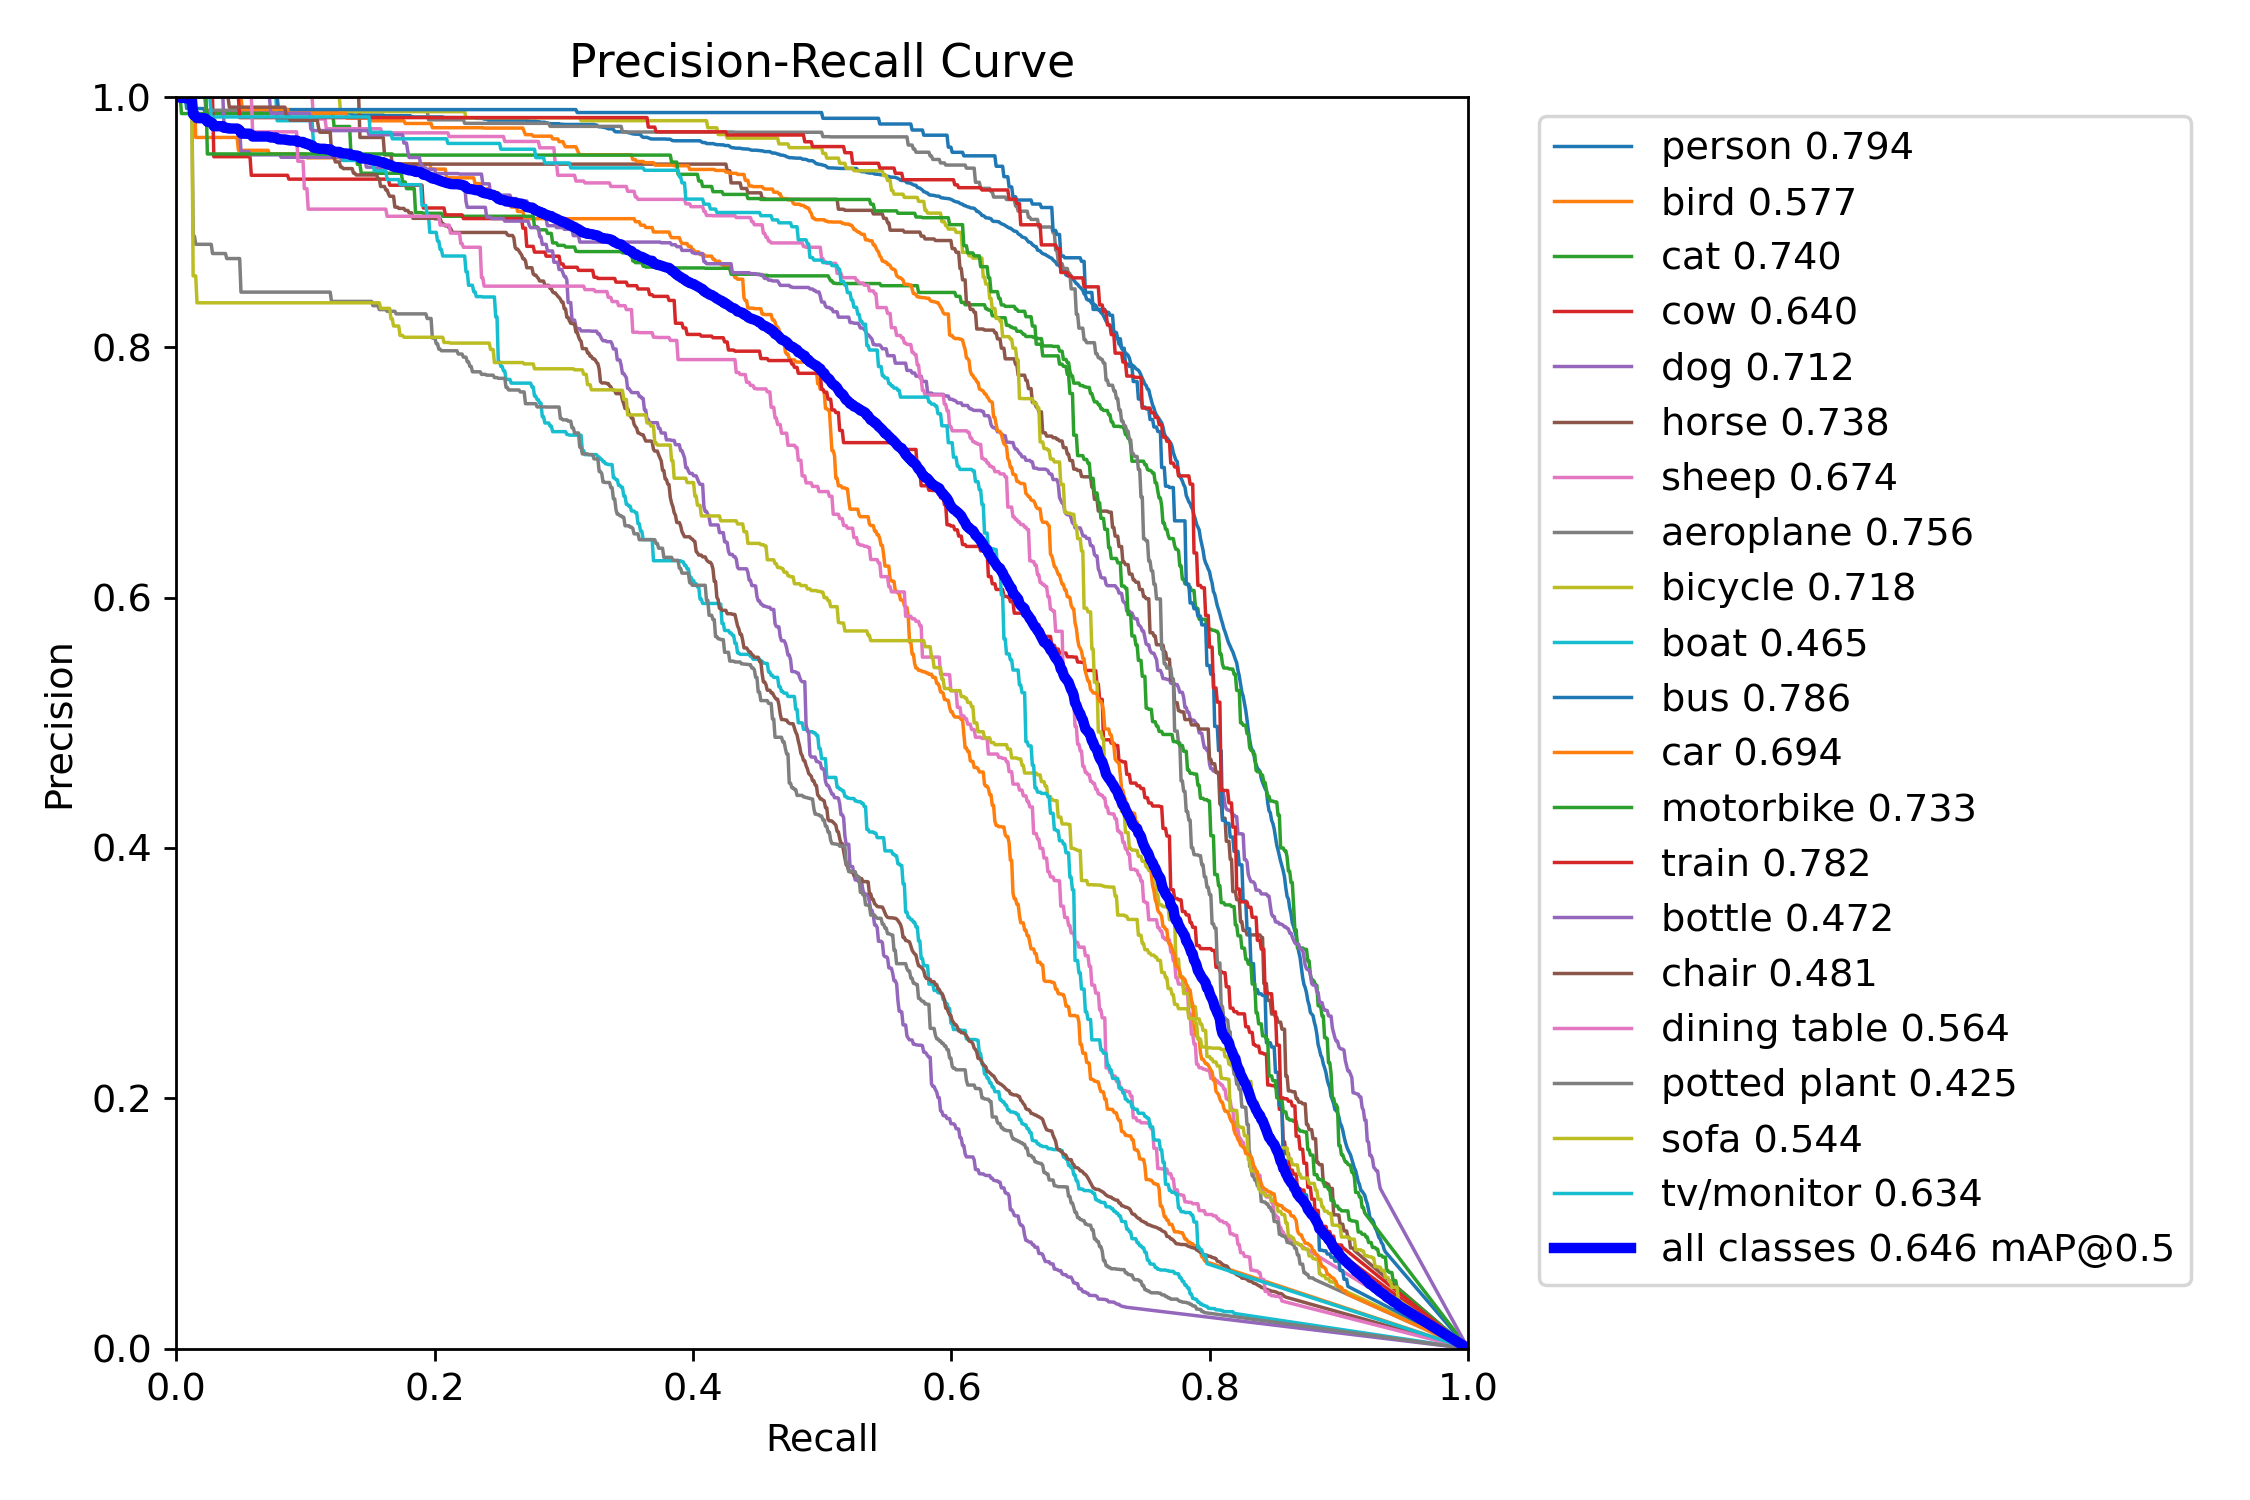 Precision-Recall Curve
1.0
0.8
0.6
0.4
0.2
0.0
Precision
0.0 0.2 0.4 0.6 0.8 1.0
Recall
person 0.794
bird 0.577
cat 0.740
cow 0.640
dog 0.712
horse 0.738
sheep 0.674
aeroplane 0.756
bicycle 0.718
boat 0.465
bus 0.786
car 0.694
motorbike 0.733
train 0.782
bottle 0.472
chair 0.481
dining table 0.564
potted plant 0.425
sofa 0.544
tv/monitor 0.634
all classes 0.646 mAP@0.5